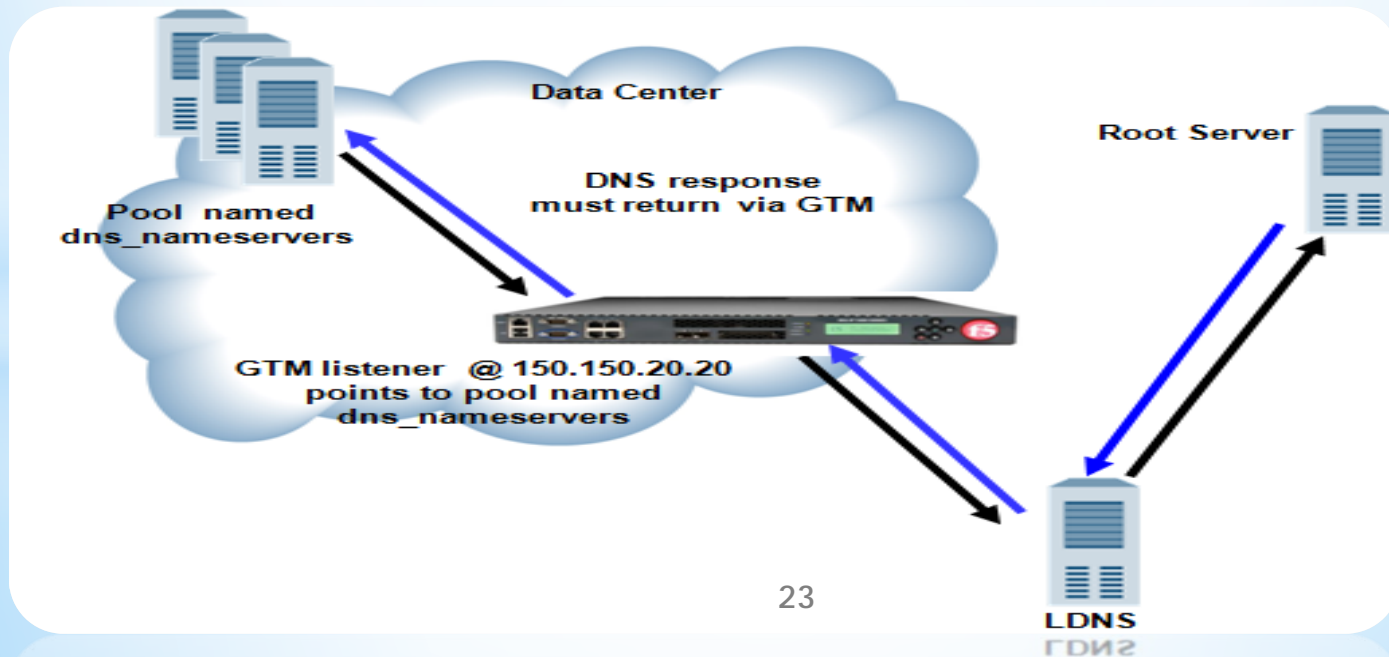 Data Center
Root Server
DNS response
must return via GTM
Pool named
dns_nameservers
f5
GTM listener @ 150.150.20.20
points to pool named
dns_nameservers
23
LDNS